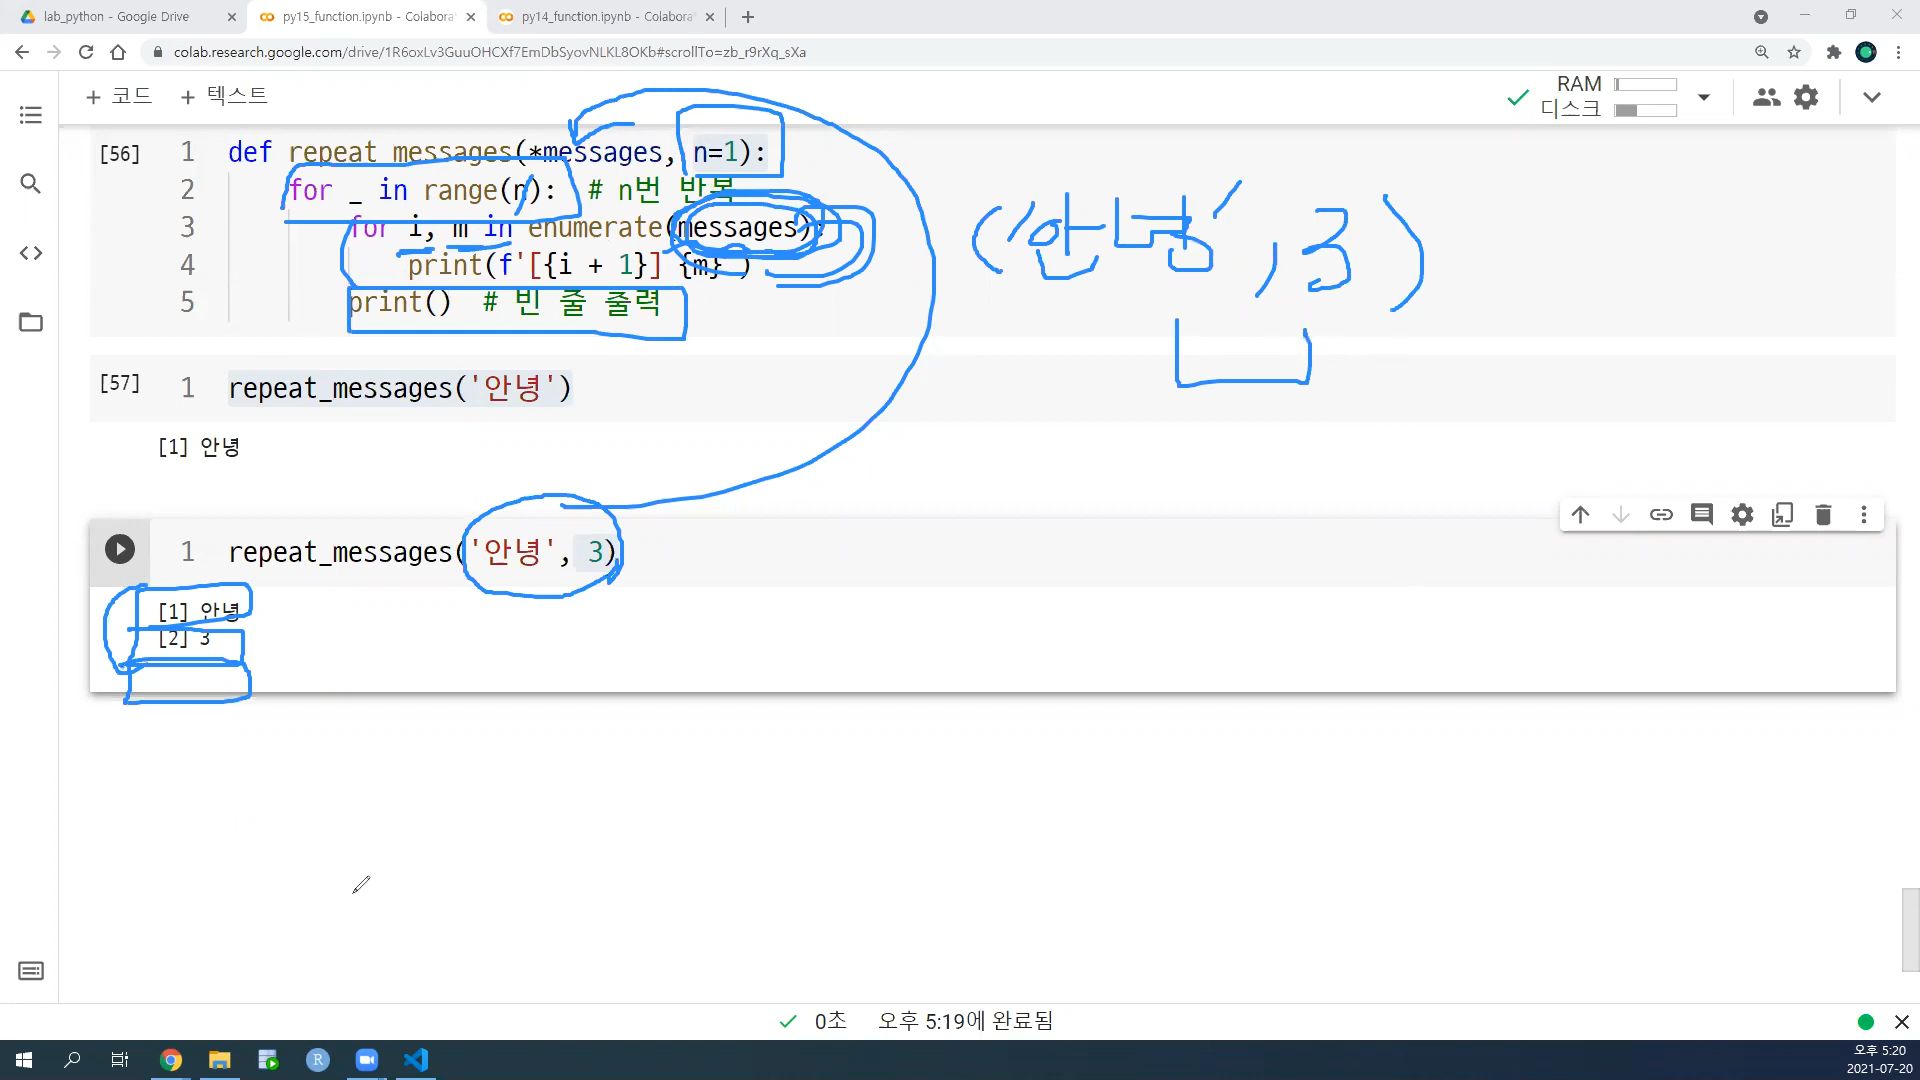 lab_python - Google Drive
py15_function.ipynb - Colabora
py14_function.ipynb - Colabora
colab.research.google.com/drive/1R6oxLv3GuuOHCXf7EmDbSyovNLKL8OKb#scrollTo=zb_r9rXq_sXa
+ 코드 + 텍스트
RAM
디스크
[56] 1 def repeat_messages(*messages, n=1):
2 for _ in range(n): # n번 반복
3 for i, m in enumerate(messages):
4 print(f'[{i + 1}] {m}')
5 print() # 빈 줄 출력
('안녕', 3)
[57] 1 repeat_messages('안녕')
[1] 안녕
1 repeat_messages('안녕', 3)
[1] 안녕
[2] 3
0초 오후 5:19에 완료됨
오후 5:20
2021-07-20